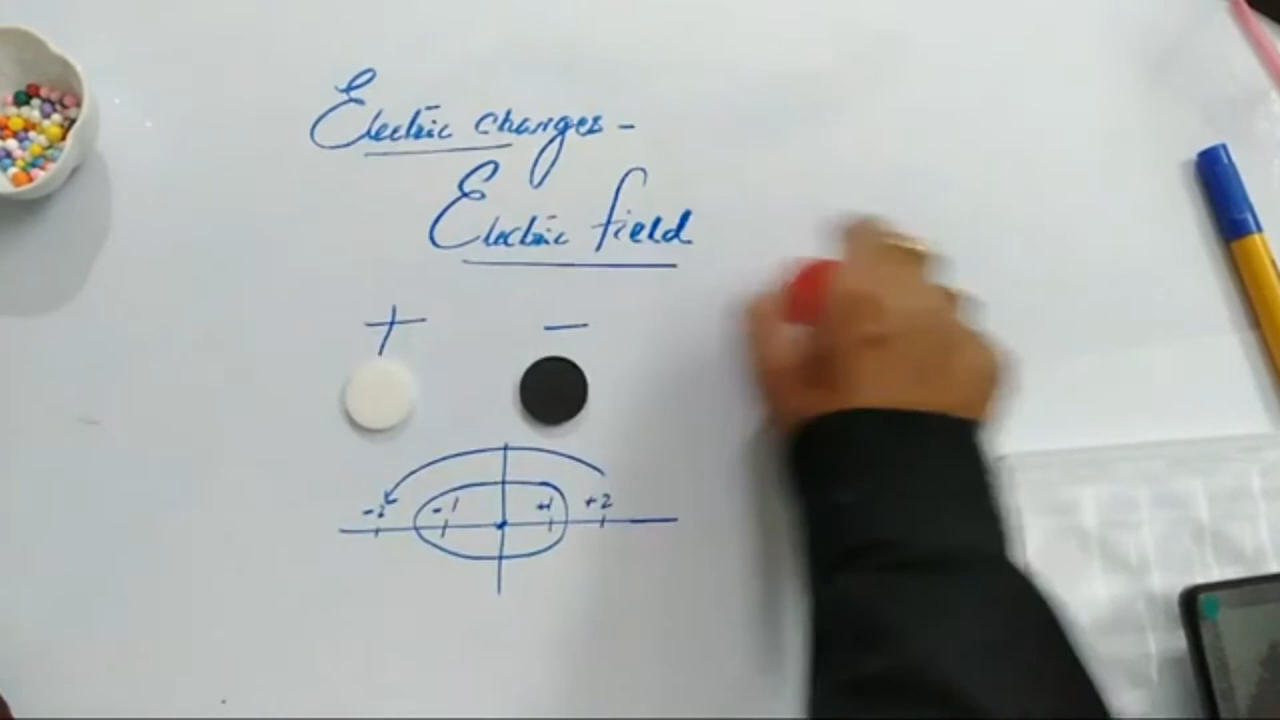 Electric charges -
Electric field
+ -
-2 -1 +1 +2